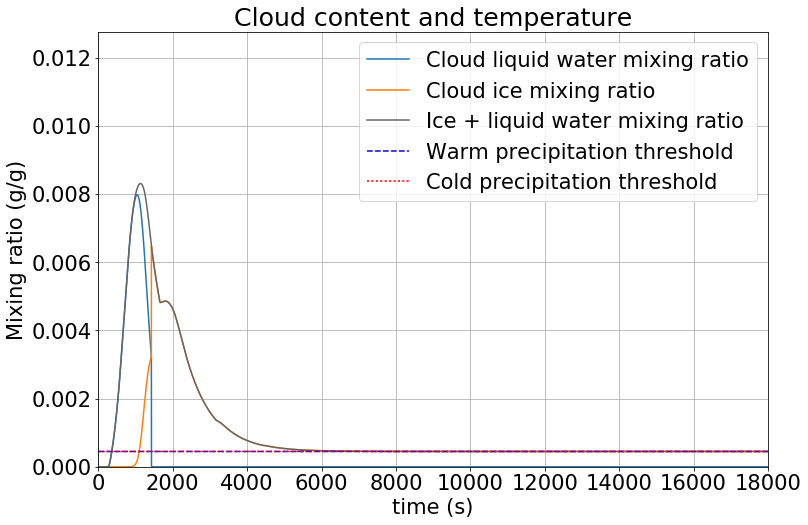 Cloud content and temperature
Mixing ratio (g/g)
0.012
0.010
0.008
0.006
0.004
0.002
0.000
Cloud liquid water mixing ratio
Cloud ice mixing ratio
Ice + liquid water mixing ratio
Warm precipitation threshold
Cold precipitation threshold
0 2000 4000 6000 8000 10000 12000 14000 16000 18000
time (s)